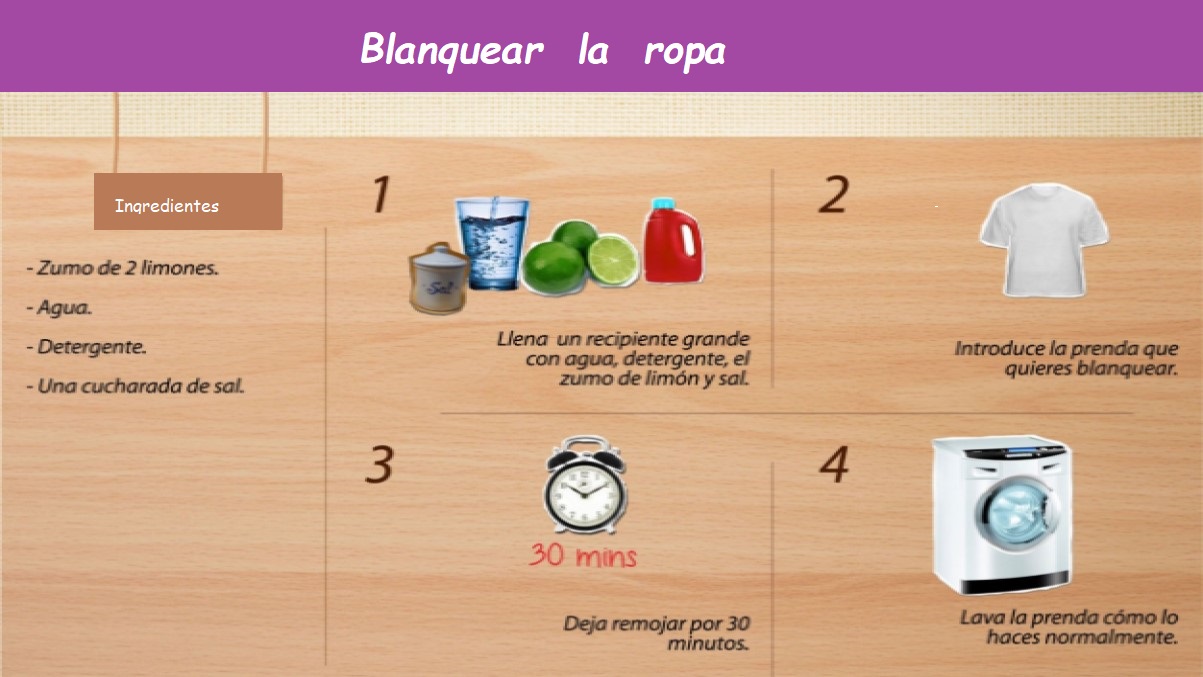 Blanquear la ropa
Ingredientes
- Zumo de 2 limones.
- Agua.
- Detergente.
- Una cucharada de sal.
1
Sal
Llena un recipiente grande
con agua, detergente, el
zumo de limón y sal.
2
Introduce la prenda que
quieres blanquear.
3
30 mins
Deja remojar por 30
minutos.
4
Lava la prenda cómo lo
haces normalmente.